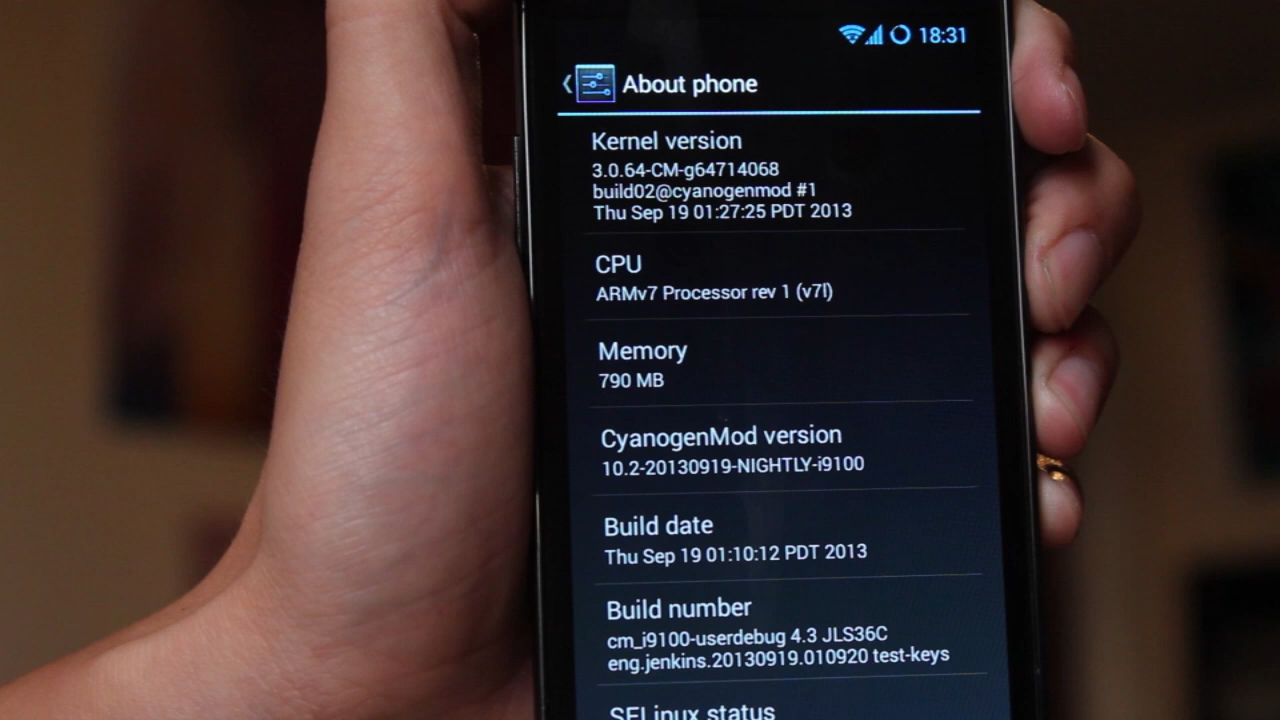 18:31
About phone
Kernel version
3.0.64-CM-g64714068
build02@cyanogenmod #1
Thu Sep 19 01:27:25 PDT 2013
CPU
ARMv7 Processor rev 1 (v7l)
Memory
790 MB
CyanogenMod version
10.2-20130919-NIGHTLY-i9100
Build date
Thu Sep 19 01:10:12 PDT 2013
Build number
cm_i9100-userdebug 4.3 JLS36C
eng.jenkins.20130919.010920 test-keys
SELinux status